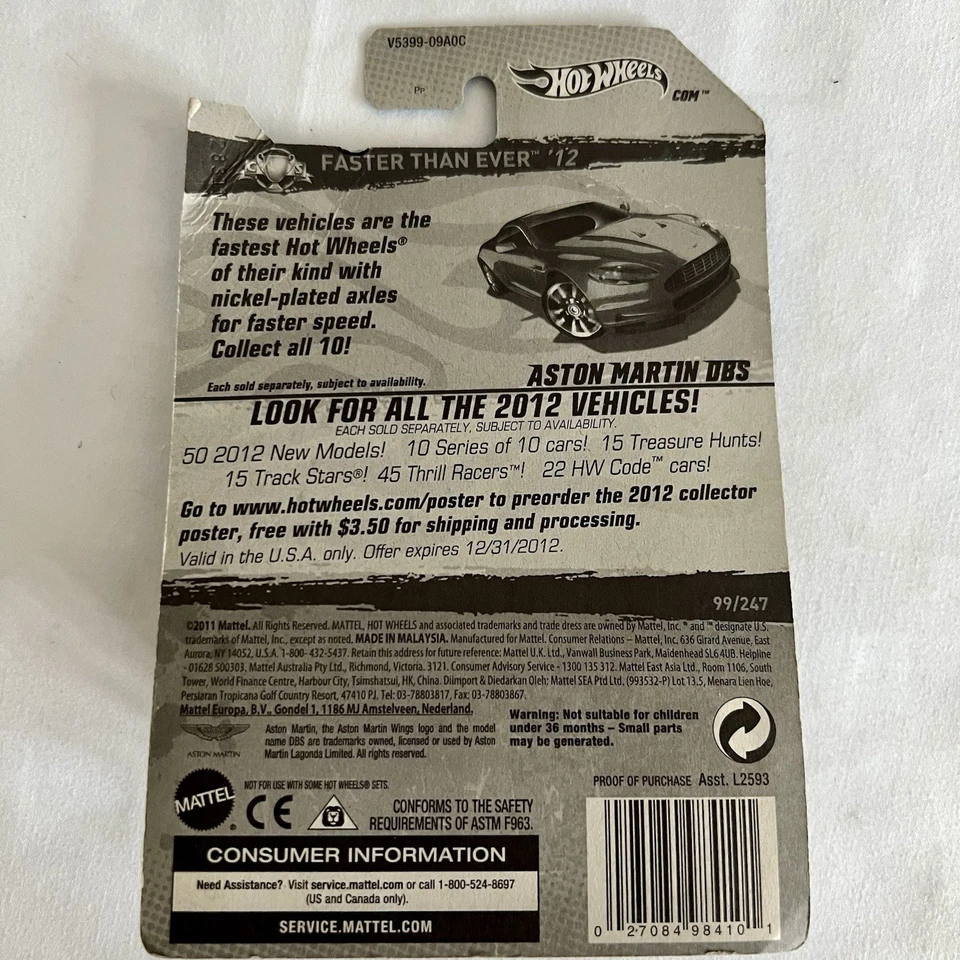 V5399-09A0C
Pp
HOT WHEELS
COM™
FASTER THAN EVER™ '12
These vehicles are the
fastest Hot Wheels®
of their kind with
nickel-plated axles
for faster speed.
Collect all 10!
Each sold separately, subject to availability.
ASTON MARTIN DBS
LOOK FOR ALL THE 2012 VEHICLES!
EACH SOLD SEPARATELY, SUBJECT TO AVAILABILITY.
50 2012 New Models! 10 Series of 10 cars! 15 Treasure Hunts!
15 Track Stars®! 45 Thrill Racers™! 22 HW Code™ cars!
Go to www.hotwheels.com/poster to preorder the 2012 collector
poster, free with $3.50 for shipping and processing.
Valid in the U.S.A. only. Offer expires 12/31/2012.
99/247
©2011 Mattel. All Rights Reserved. MATTEL, HOT WHEELS and associated trademarks and trade dress are owned by Mattel, Inc. ® and ™ designate U.S.
trademarks of Mattel, Inc., except as noted. MADE IN MALAYSIA. Manufactured for Mattel. Consumer Relations – Mattel, Inc. 636 Girard Avenue, East
Aurora, NY 14052, U.S.A. 1-800- 432-5437. Retain this address for future reference: Mattel U.K. Ltd., Vanwall Business Park, Maidenhead SL6 4UB. Helpline
- 01628 500303. Mattel Australia Pty Ltd., Richmond, Victoria. 3121. Consumer Advisory Service - 1300 135 312. Mattel East Asia Ltd., Room 1106, South
Tower, World Finance Centre, Harbour City, Tsimshatsui, HK, China. Diimport & Diedarkan Oleh: Mattel SEA Ptd Ltd. (993532-P) Lot 13.5, Menara Lien Hoe,
Persiaran Tropicana Golf Country Resort, 47410 PJ. Tel: 03-78803817, Fax: 03-78803867.
Mattel Europa, B.V., Gondel 1, 1186 MJ Amstelveen, Nederland.
ASTON MARTIN
Aston Martin, the Aston Martin Wings logo and the model
name DBS are trademarks owned, licensed or used by Aston
Martin Lagonda Limited. All rights reserved.
Warning: Not suitable for children
under 36 months – Small parts
may be generated.
PROOF OF PURCHASE Asst. L2593
MATTEL®
NOT FOR USE WITH SOME HOT WHEELS® SETS.
CE
CONFORMS TO THE SAFETY
REQUIREMENTS OF ASTM F963.
CONSUMER INFORMATION
Need Assistance? Visit service.mattel.com or call 1-800-524-8697
(US and Canada only).
SERVICE.MATTEL.COM
0 27084 98410 1